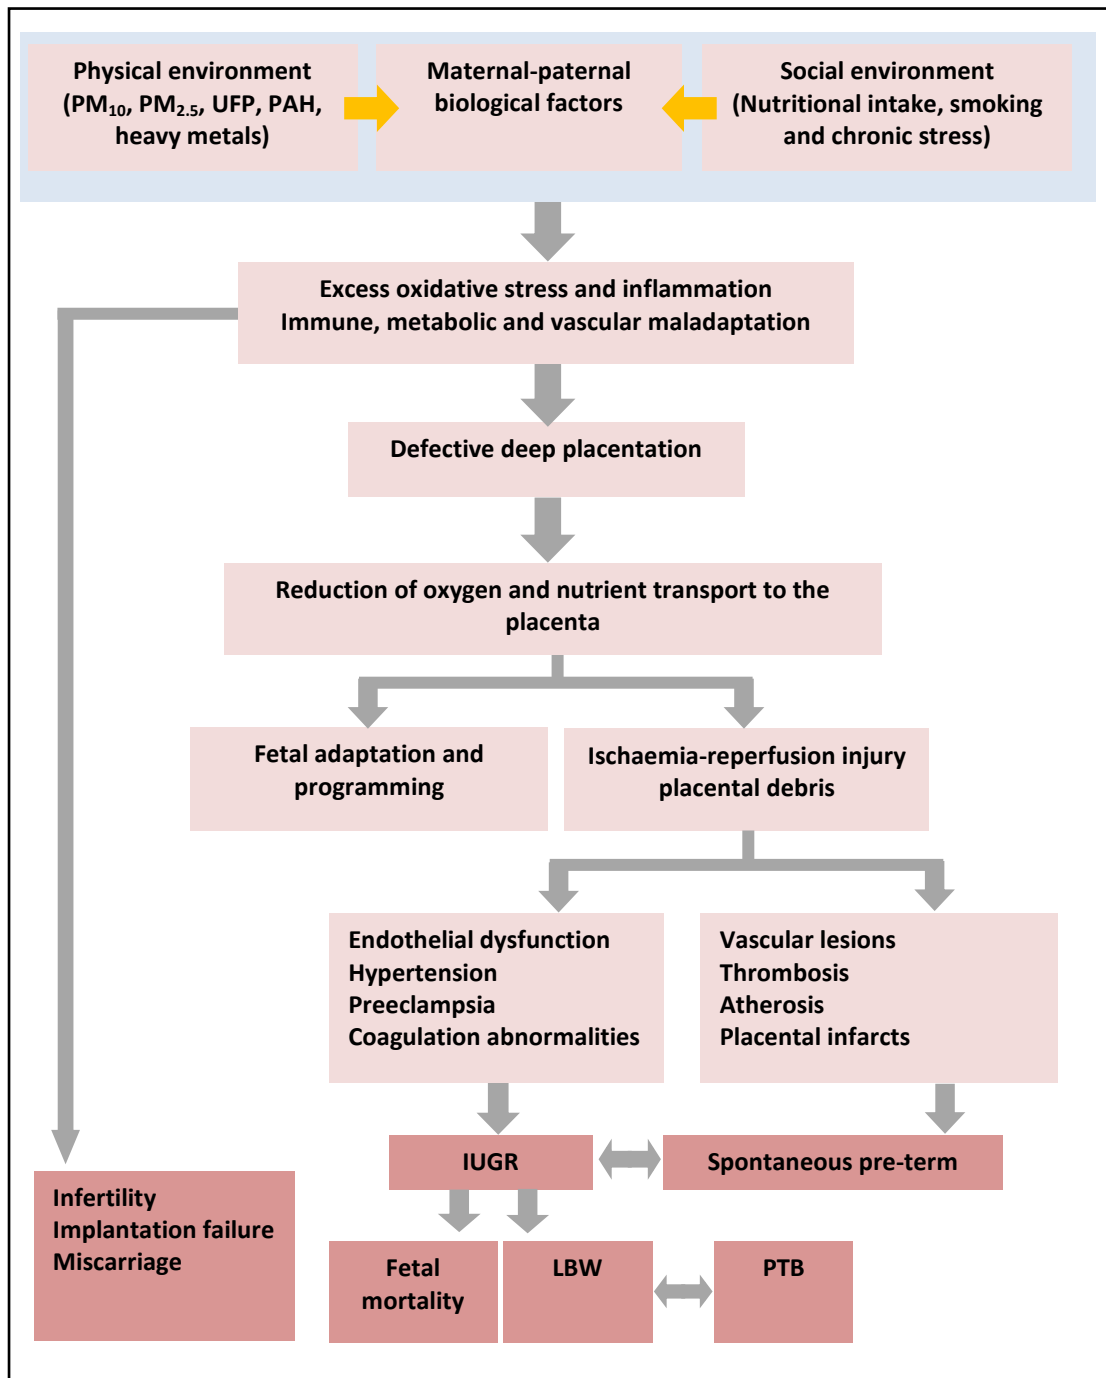 Physical environment
(PM₁₀, PM₂.₅, UFP, PAH,
heavy metals)
Maternal-paternal
biological factors
Social environment
(Nutritional intake, smoking
and chronic stress)
Excess oxidative stress and inflammation
Immune, metabolic and vascular maladaptation
Defective deep placentation
Reduction of oxygen and nutrient transport to the
placenta
Fetal adaptation and
programming
Ischaemia-reperfusion injury
placental debris
Endothelial dysfunction
Hypertension
Preeclampsia
Coagulation abnormalities
Vascular lesions
Thrombosis
Atherosis
Placental infarcts
IUGR
Spontaneous pre-term
Infertility
Implantation failure
Miscarriage
Fetal
mortality
LBW
PTB